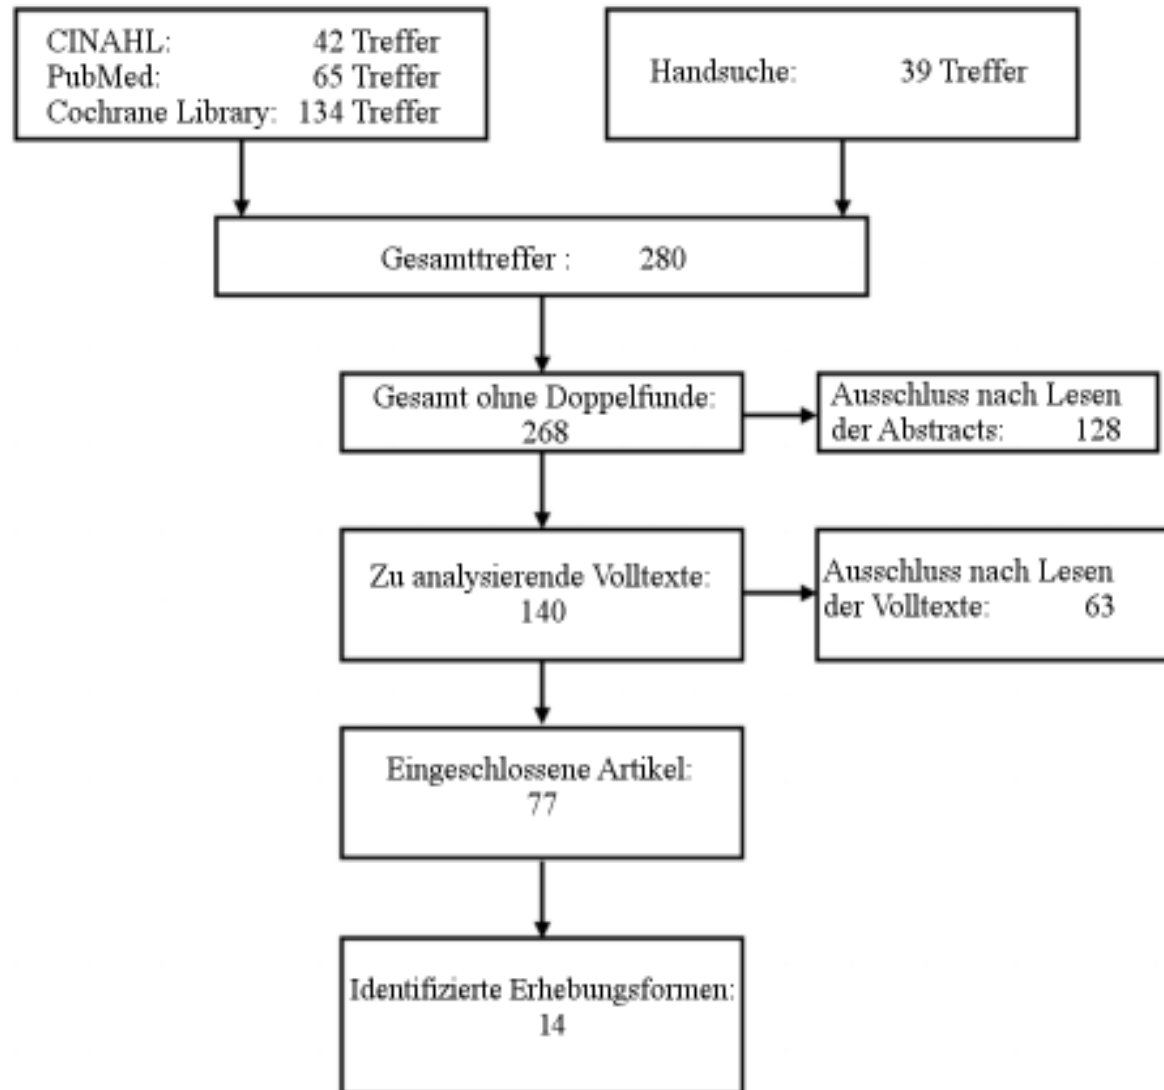 CINAHL: 42 Treffer
PubMed: 65 Treffer
Cochrane Library: 134 Treffer
Handsuche: 39 Treffer
Gesamttreffer : 280
Gesamt ohne Doppelfunde:
268
Ausschluss nach Lesen
der Abstracts: 128
Zu analysierende Volltexte:
140
Ausschluss nach Lesen
der Volltexte: 63
Eingeschlossene Artikel:
77
Identifizierte Erhebungsformen:
14